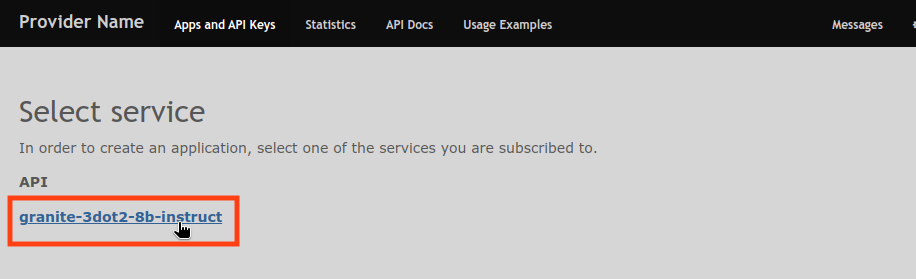 Provider Name Apps and API Keys Statistics API Docs Usage Examples Messages
Select service
In order to create an application, select one of the services you are subscribed to.
API
granite-3dot2-8b-instruct